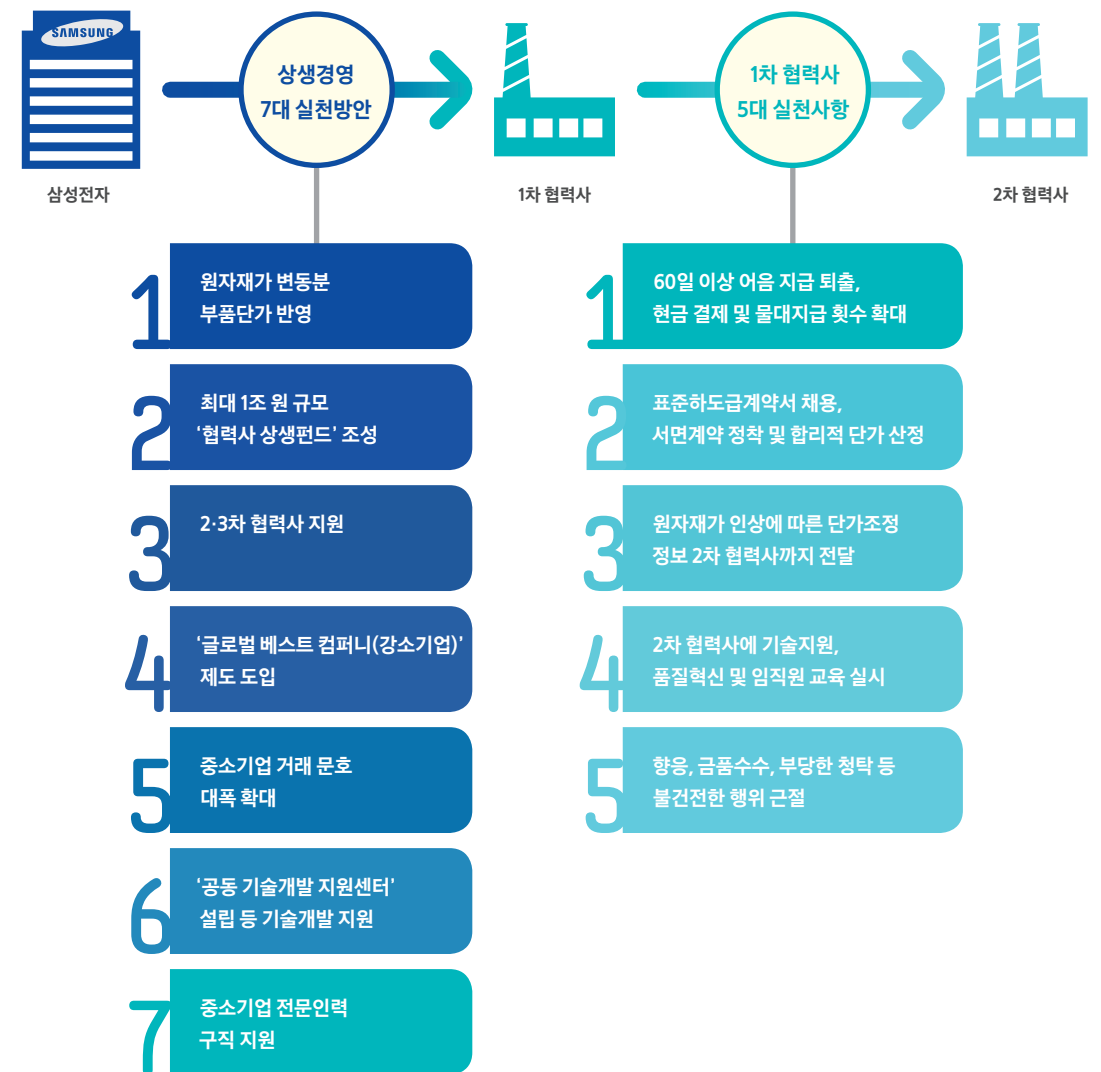 SAMSUNG
상생경영
7대 실천방안
1차 협력사
5대 실천사항
삼성전자
1차 협력사
2차 협력사
1
원자재가 변동분
부품단가 반영
2
최대 1조 원 규모
‘협력사 상생펀드’ 조성
3
2·3차 협력사 지원
4
‘글로벌 베스트 컴퍼니(강소기업)’
제도 도입
5
중소기업 거래 문호
대폭 확대
6
‘공동 기술개발 지원센터’
설립 등 기술개발 지원
7
중소기업 전문인력
구직 지원
1
60일 이상 어음 지급 퇴출,
현금 결제 및 물대지급 횟수 확대
2
표준하도급계약서 채용,
서면계약 정착 및 합리적 단가 산정
3
원자재가 인상에 따른 단가조정
정보 2차 협력사까지 전달
4
2차 협력사에 기술지원,
품질혁신 및 임직원 교육 실시
5
향응, 금품수수, 부당한 청탁 등
불건전한 행위 근절